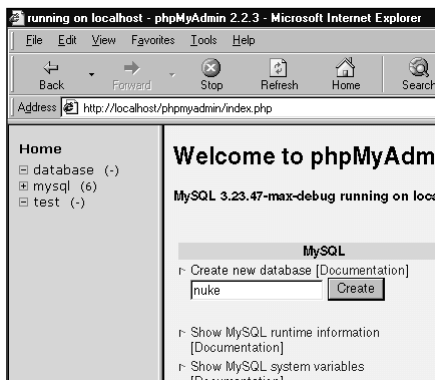 running on localhost - phpMyAdmin 2.2.3 - Microsoft Internet Explorer
File Edit View Favorites Tools Help
Back Forward Stop Refresh Home Search
Address http://localhost/phpmyadmin/index.php
Home
database (-)
mysql (6)
test (-)
Welcome to phpMyAdm
MySQL 3.23.47-max-debug running on loca
MySQL
Create new database [Documentation]
nuke Create
Show MySQL runtime information
[Documentation]
Show MySQL system variables
[Documentation]